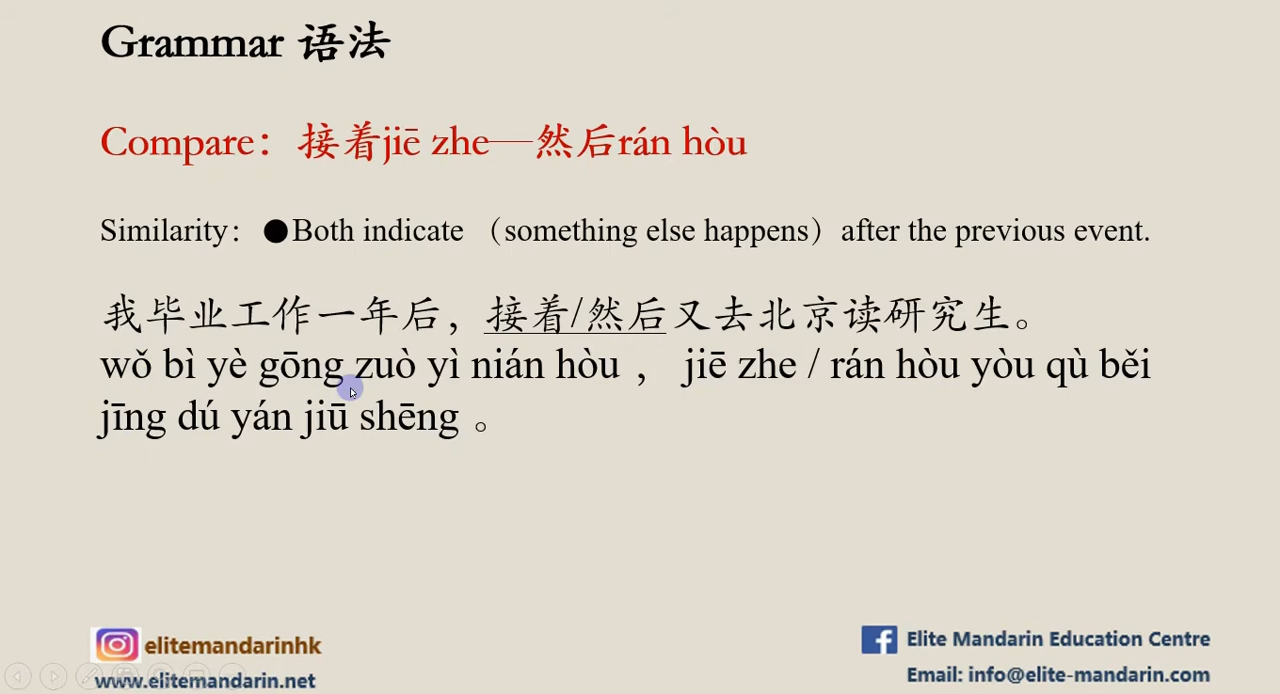 Grammar 语法
Compare：接着jiē zhe—然后rán hòu
Similarity：●Both indicate （something else happens）after the previous event.
我毕业工作一年后，接着/然后又去北京读研究生。
wǒ bì yè gōng zuò yì nián hòu ， jiē zhe / rán hòu yòu qù běi
jīng dú yán jiū shēng 。
elitemandarinhk
www.elitemandarin.net
Elite Mandarin Education Centre
Email: info@elite-mandarin.com